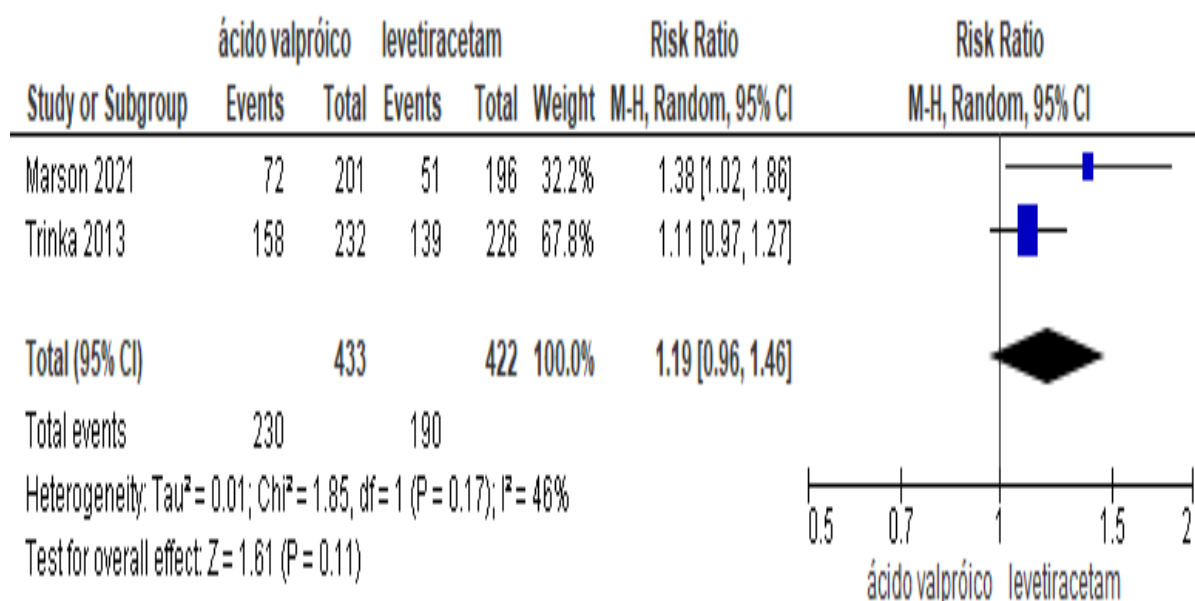 ácido valpróico levetiracetam Risk Ratio Risk Ratio
Study or Subgroup Events Total Events Total Weight M-H, Random, 95% CI M-H, Random, 95% CI
Marson 2021 72 201 51 196 32.2% 1.38 [1.02, 1.86]
Trinka 2013 158 232 139 226 67.8% 1.11 [0.97, 1.27]
Total (95% CI) 433 422 100.0% 1.19 [0.96, 1.46]
Total events 230 190
Heterogeneity: Tau² = 0.01; Chi² = 1.85, df = 1 (P = 0.17); I² = 46%
Test for overall effect: Z = 1.61 (P = 0.11)
0.5 0.7 1 1.5 2
ácido valpróico levetiracetam